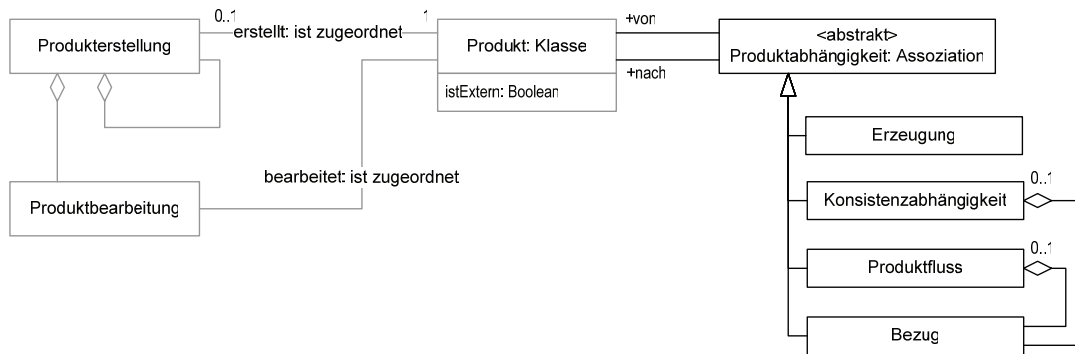 0..1
erstellt: ist zugeordnet
1
Produkterstellung
Produkt: Klasse
istExtern: Boolean
+von
+nach
<abstrakt>
Produktabhängigkeit: Assoziation
Erzeugung
bearbeitet: ist zugeordnet
Produktbearbeitung
Konsistenzabhängigkeit
0..1
Produktfluss
0..1
Bezug